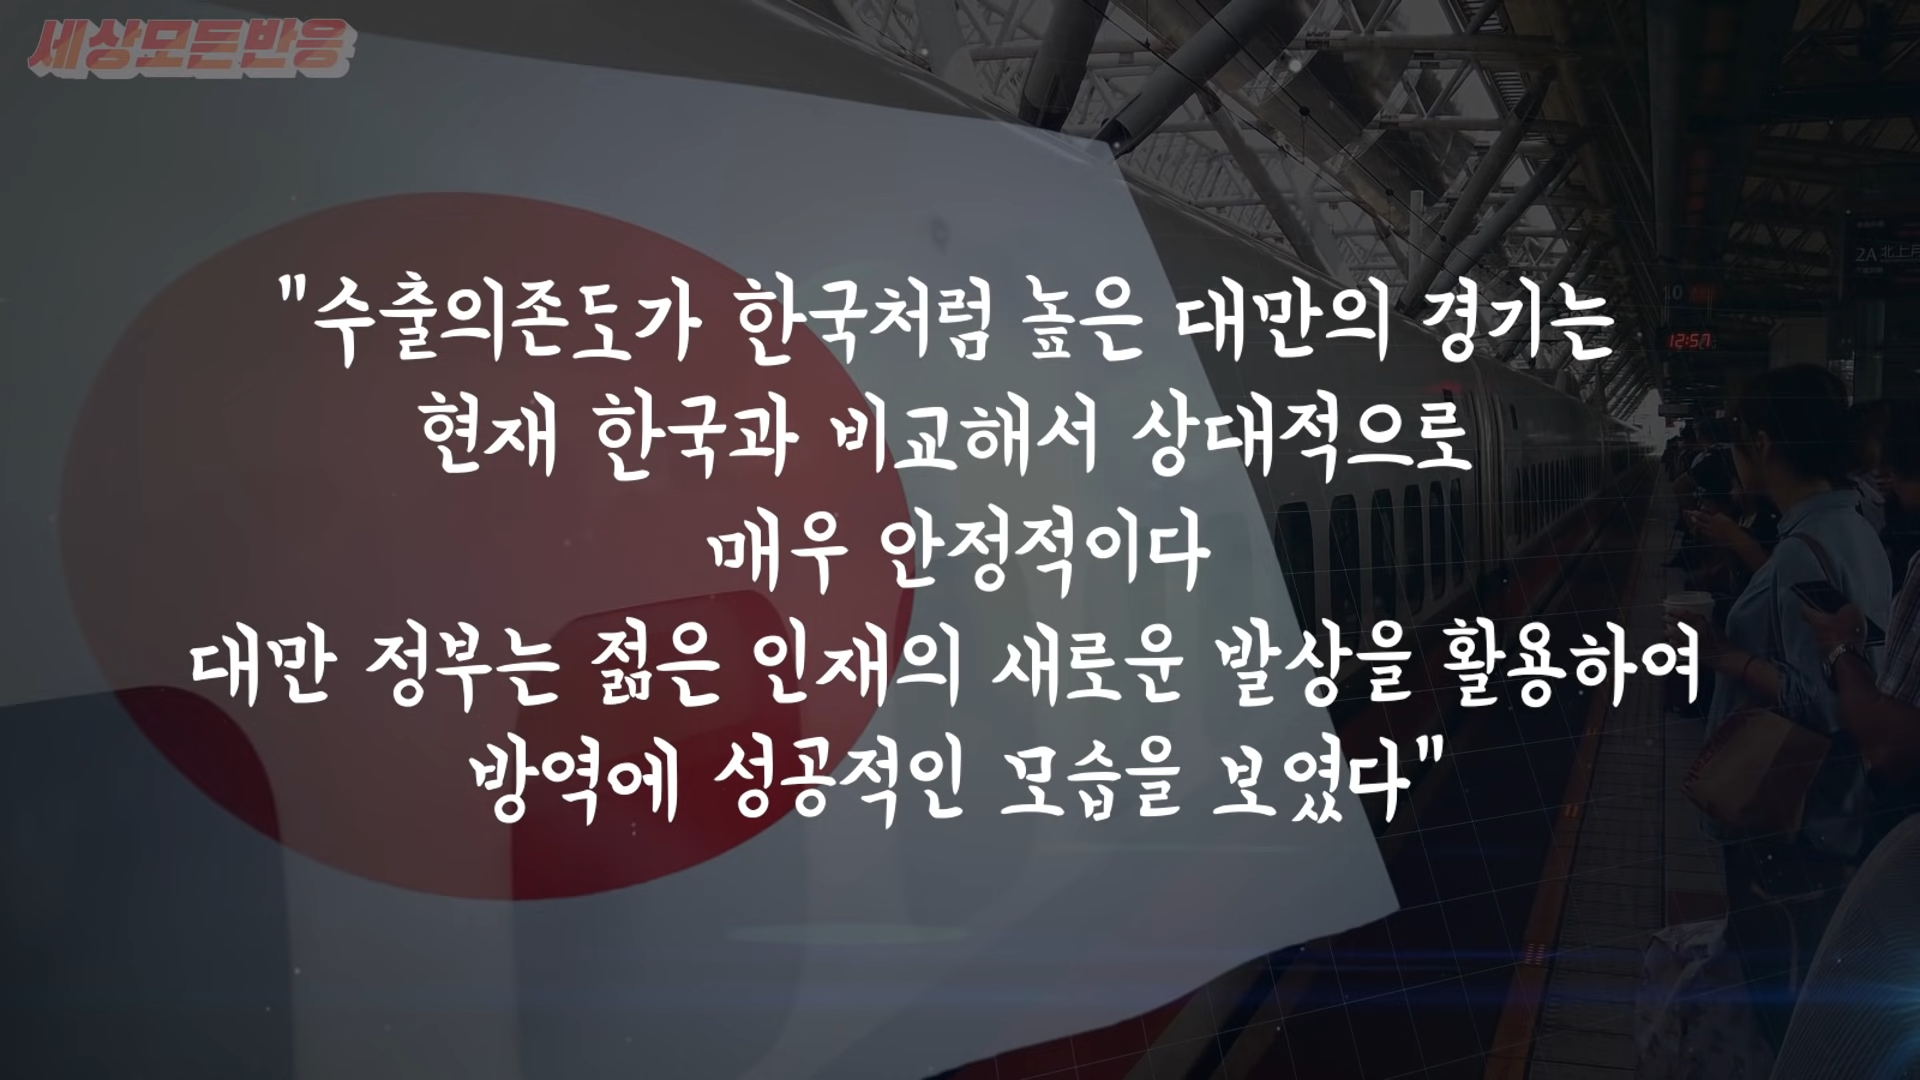 세상모든반응
"수출의존도가 한국처럼 높은 대만의 경기는
현재 한국과 비교해서 상대적으로
매우 안정적이다
대만 정부는 젊은 인재의 새로운 발상을 활용하여
방역에 성공적인 모습을 보였다"
10
12:57
2A 北上